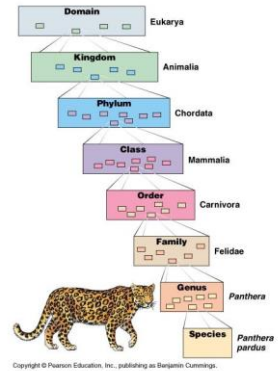 Domain
Eukarya
Kingdom
Animalia
Phylum
Chordata
Class
Mammalia
Order
Carnivora
Family
Felidae
Genus
Panthera
Species
Panthera
pardus
Copyright © Pearson Education, Inc., publishing as Benjamin Cummings.